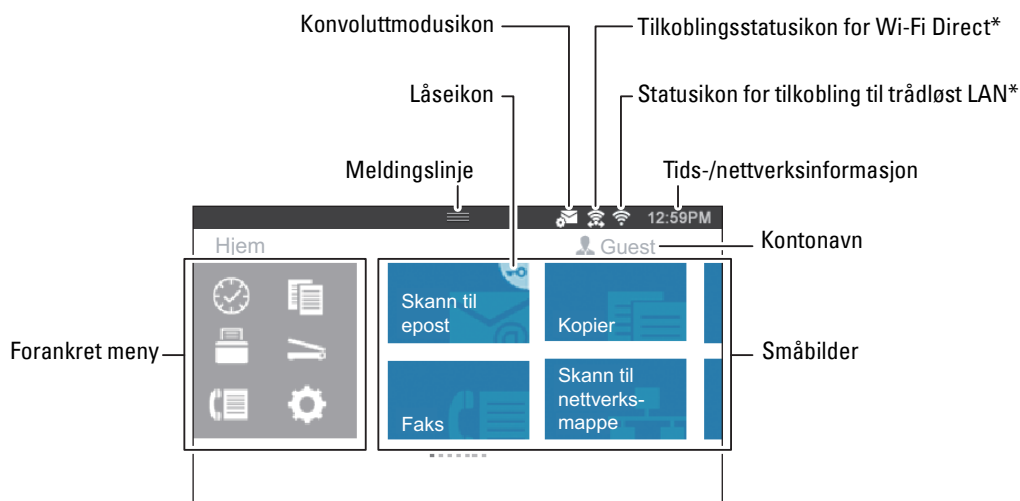 Konvoluttmodusikon
Tilkoblingsstatusikon for Wi-Fi Direct*
Låseikon
Statusikon for tilkobling til trådløst LAN*
Meldingslinje
Tids-/nettverksinformasjon
12:59PM
Hjem
Guest
Kontonavn
Skann til
epost
Kopier
Forankret meny
Småbilder
Faks
Skann til
nettverks-
mappe